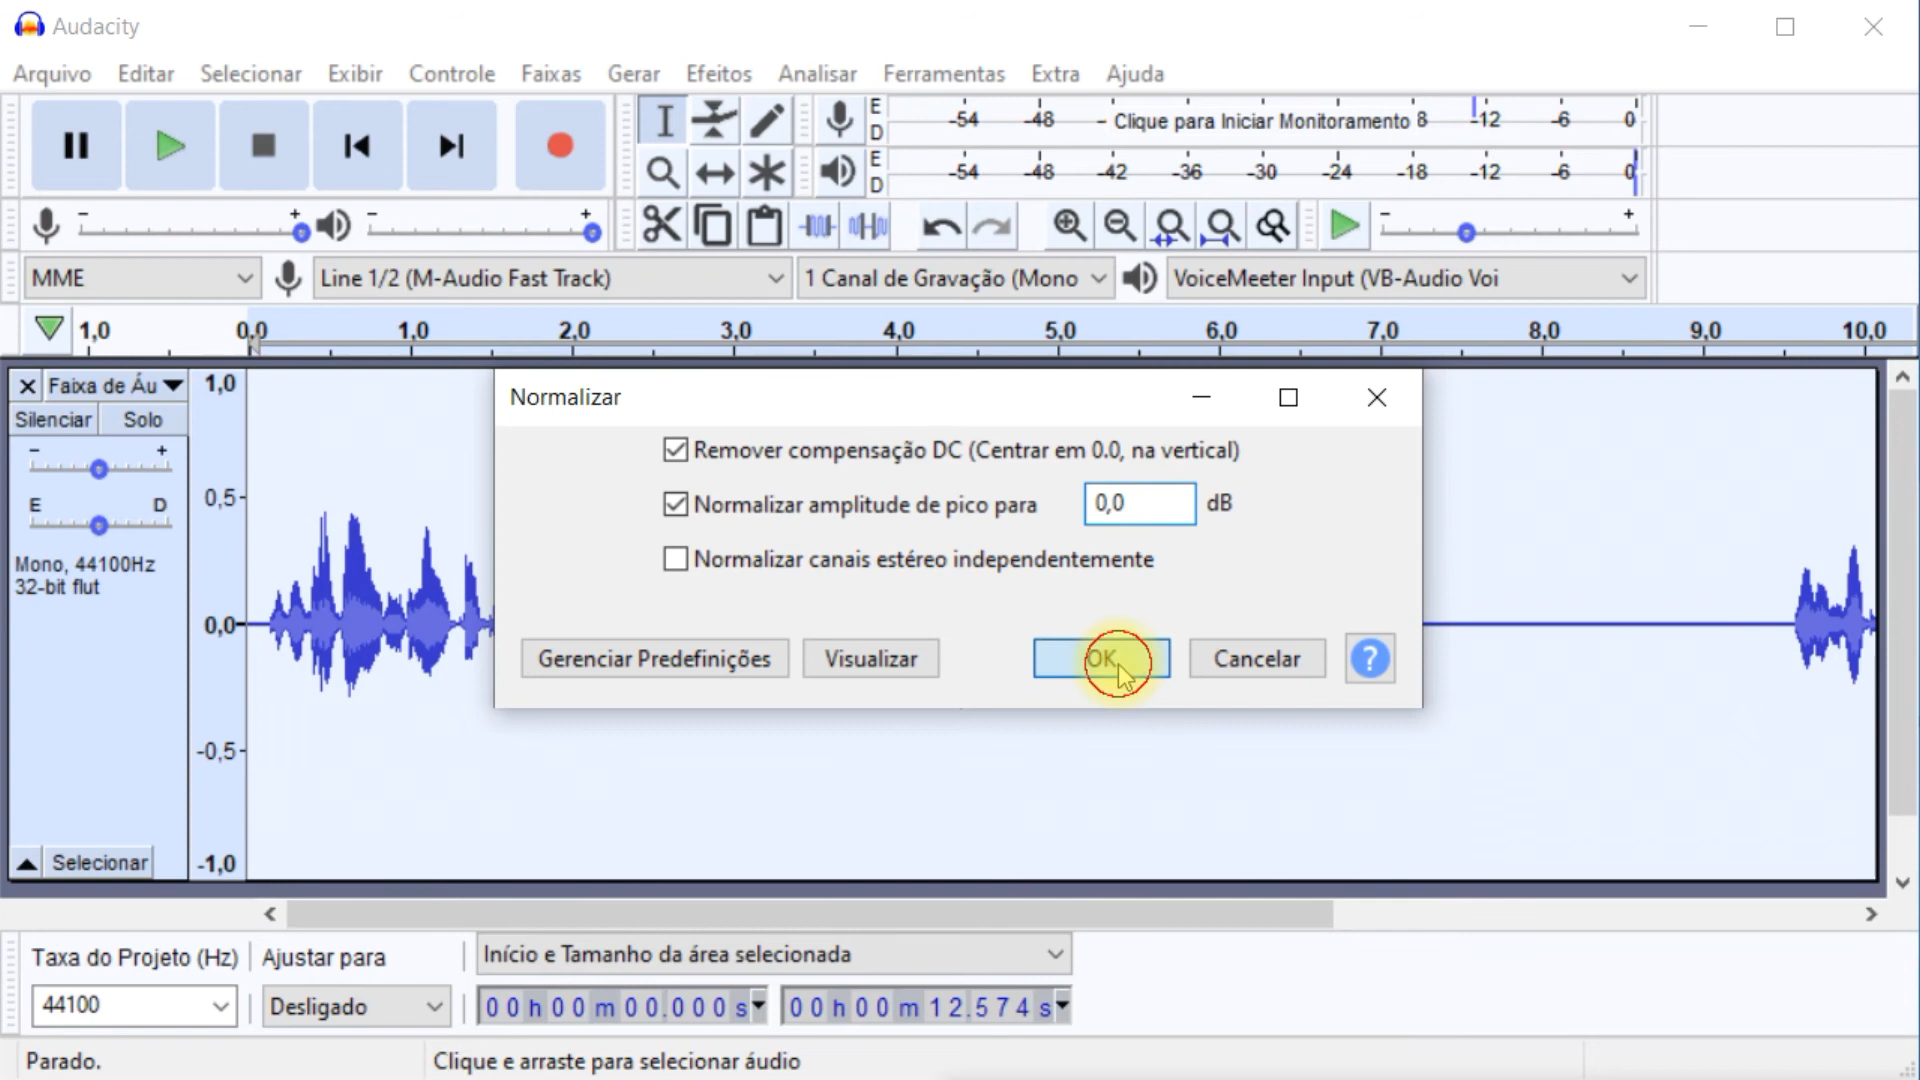 Audacity
Arquivo Editar Selecionar Exibir Controle Faixas Gerar Efeitos Analisar Ferramentas Extra Ajuda
E D -54 -48 - Clique para Iniciar Monitoramento 8 -12 -6 0
E D -54 -48 -42 -36 -30 -24 -18 -12 -6 0
- + - + - +
MME Line 1/2 (M-Audio Fast Track) 1 Canal de Gravação (Mono VoiceMeeter Input (VB-Audio Voi
1,0 0,0 1,0 2,0 3,0 4,0 5,0 6,0 7,0 8,0 9,0 10,0
Faixa de Áu
Silenciar Solo
- +
E D
Mono, 44100Hz
32-bit flut
Selecionar
1,0
0,5-
0,0-
-0,5-
-1,0
Normalizar
Remover compensação DC (Centrar em 0.0, na vertical)
Normalizar amplitude de pico para 0,0 dB
Normalizar canais estéreo independentemente
Gerenciar Predefinições Visualizar OK Cancelar ?
Taxa do Projeto (Hz) Ajustar para Início e Tamanho da área selecionada
44100 Desligado 00h00m00.000s 00h00m12.574s
Parado. Clique e arraste para selecionar áudio